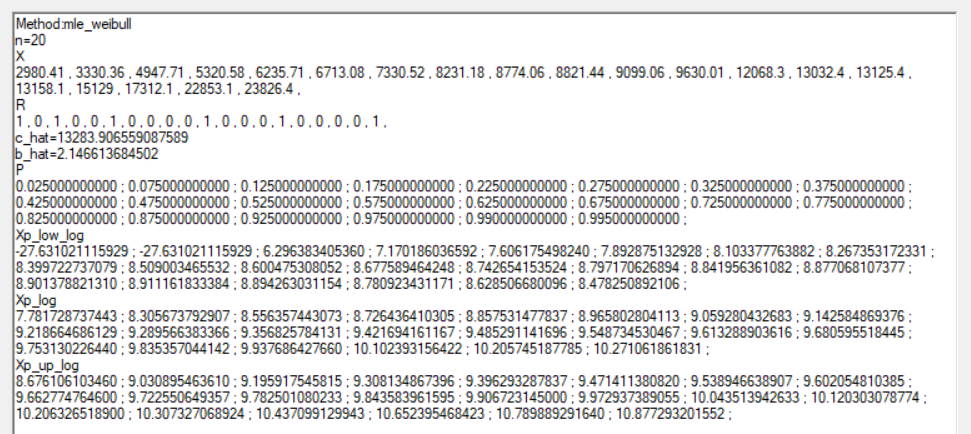 Method:mle_weibull
n=20
X
2980.41 , 3330.36 , 4947.71 , 5320.58 , 6235.71 , 6713.08 , 7330.52 , 8231.18 , 8774.06 , 8821.44 , 9099.06 , 9630.01 , 12068.3 , 13032.4 , 13125.4 ,
13158.1 , 15129 , 17312.1 , 22853.1 , 23826.4 ,
R
1 , 0 , 1 , 0 , 0 , 1 , 0 , 0 , 0 , 0 , 1 , 0 , 0 , 0 , 1 , 0 , 0 , 0 , 0 , 1 ,
c_hat=13283.906559087589
b_hat=2.146613684502
P
0.025000000000 ; 0.075000000000 ; 0.125000000000 ; 0.175000000000 ; 0.225000000000 ; 0.275000000000 ; 0.325000000000 ; 0.375000000000 ;
0.425000000000 ; 0.475000000000 ; 0.525000000000 ; 0.575000000000 ; 0.625000000000 ; 0.675000000000 ; 0.725000000000 ; 0.775000000000 ;
0.825000000000 ; 0.875000000000 ; 0.925000000000 ; 0.975000000000 ; 0.990000000000 ; 0.995000000000 ;
Xp_low_log
-27.631021115929 ; -27.631021115929 ; 6.296383405360 ; 7.170186036592 ; 7.606175498240 ; 7.892875132928 ; 8.103377763882 ; 8.267353172331 ;
8.399722737079 ; 8.509003465532 ; 8.600475308052 ; 8.677589464248 ; 8.742654153524 ; 8.797170626894 ; 8.841956361082 ; 8.877068107377 ;
8.901378821310 ; 8.911161833384 ; 8.894263031154 ; 8.780923431171 ; 8.628506680096 ; 8.478250892106 ;
Xp_log
7.781728737443 ; 8.305673792907 ; 8.556357443073 ; 8.726436410305 ; 8.857531477837 ; 8.965802804113 ; 9.059280432683 ; 9.142584869376 ;
9.218664686129 ; 9.289566383366 ; 9.356825784131 ; 9.421694161167 ; 9.485291141696 ; 9.548734530467 ; 9.613288903616 ; 9.680595518445 ;
9.753130226440 ; 9.835357044142 ; 9.937686427660 ; 10.102393156422 ; 10.205745187785 ; 10.271061861831 ;
Xp_up_log
8.676106103460 ; 9.030895463610 ; 9.195917545815 ; 9.308134867396 ; 9.396293287837 ; 9.471411380820 ; 9.538946638907 ; 9.602054810385 ;
9.662774764600 ; 9.722550649357 ; 9.782501080233 ; 9.843583961595 ; 9.906723145000 ; 9.972937389055 ; 10.043513942633 ; 10.120303078774 ;
10.206326518900 ; 10.307327068924 ; 10.437099129943 ; 10.652395468423 ; 10.789889291640 ; 10.877293201552 ;